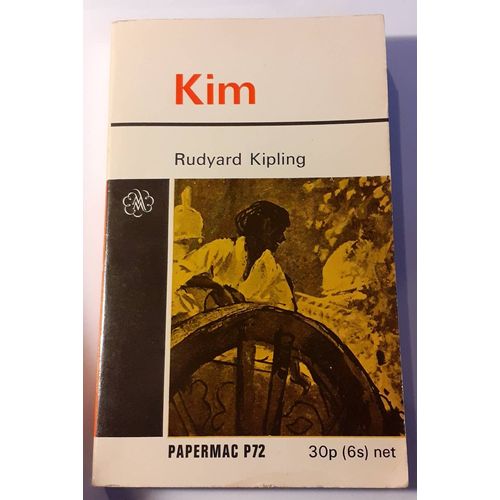 Kim
Rudyard Kipling
PAPERMAC P72 30p (6s) net